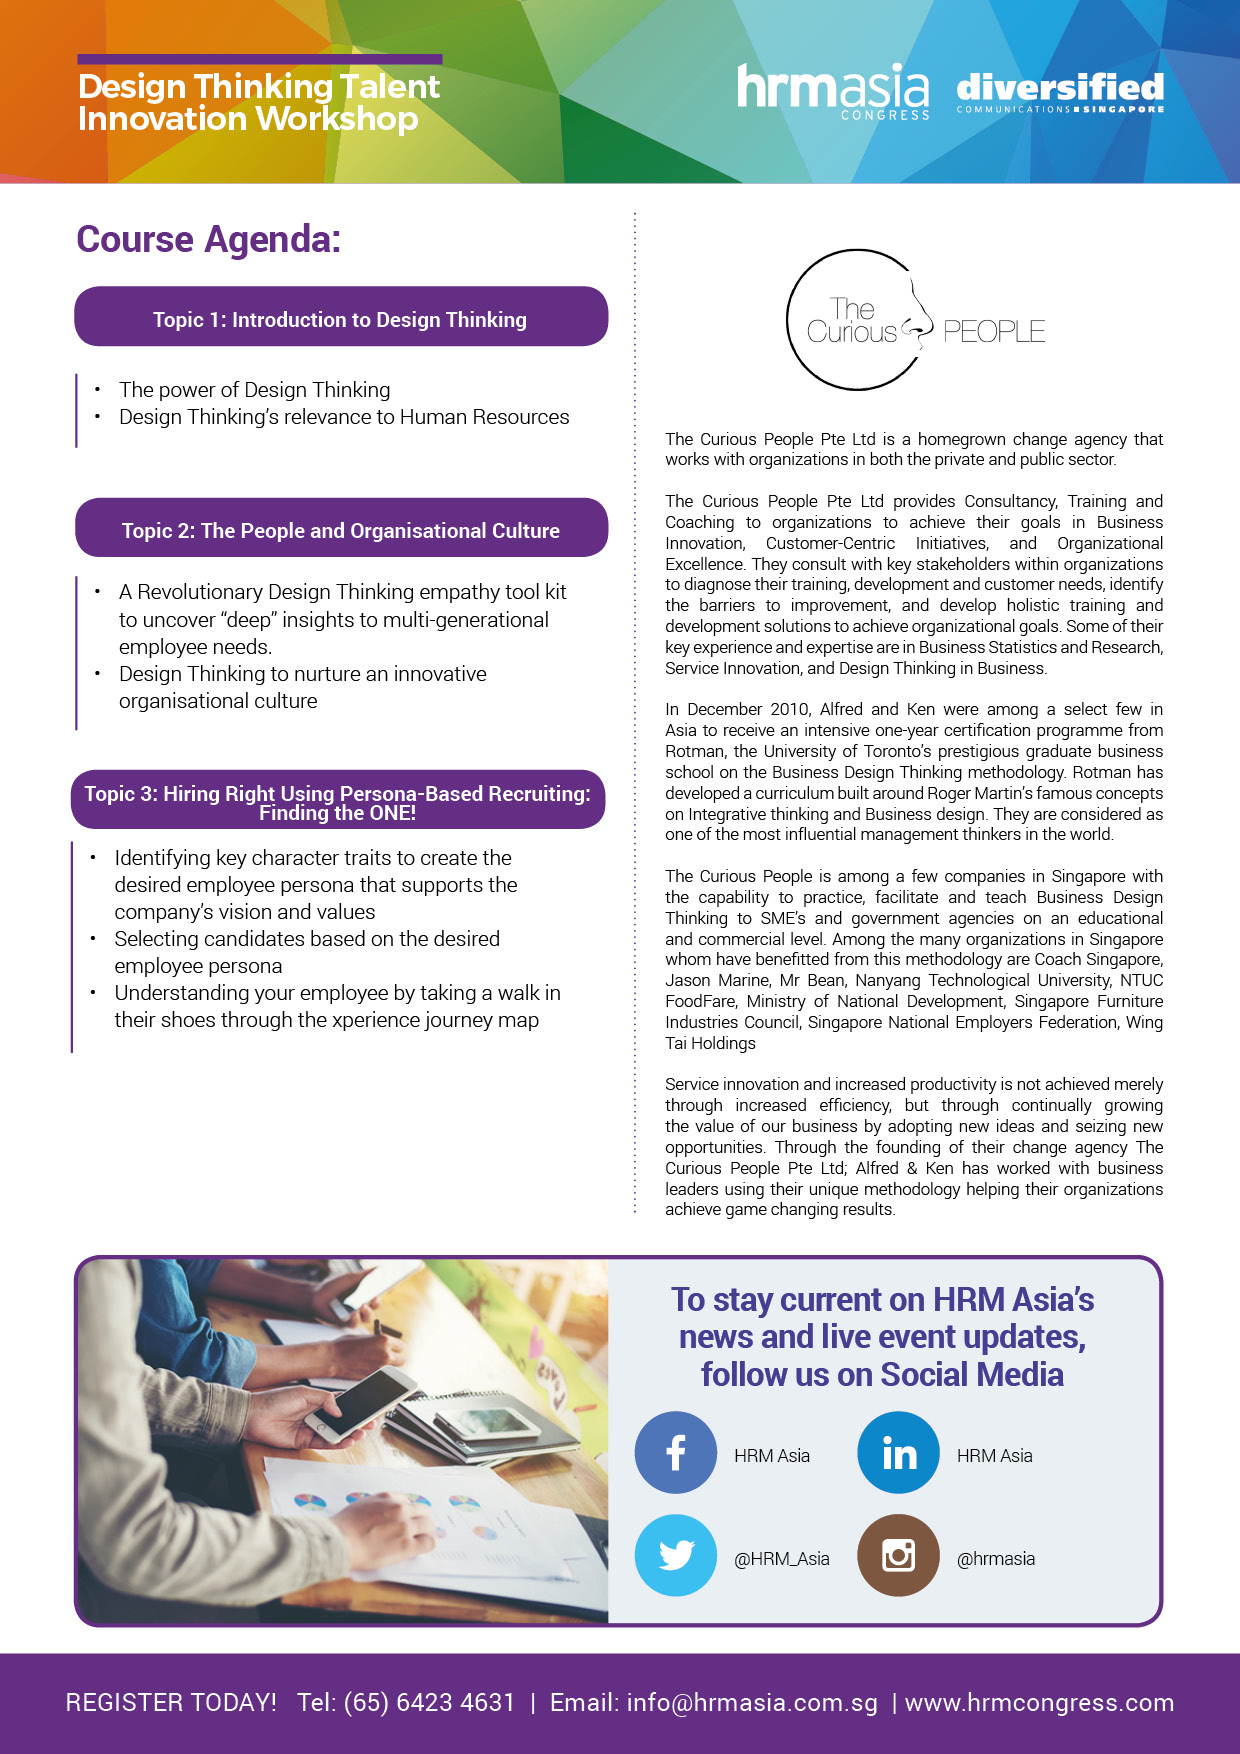 Design Thinking Talent
Innovation Workshop
hrmasia
CONGRESS
diversified
COMMUNICATIONS ■ SINGAPORE
Course Agenda:
Topic 1: Introduction to Design Thinking
• The power of Design Thinking
• Design Thinking's relevance to Human Resources
Topic 2: The People and Organisational Culture
• A Revolutionary Design Thinking empathy tool kit
to uncover “deep” insights to multi-generational
employee needs.
• Design Thinking to nurture an innovative
organisational culture
Topic 3: Hiring Right Using Persona-Based Recruiting:
Finding the ONE!
• Identifying key character traits to create the
desired employee persona that supports the
company's vision and values
• Selecting candidates based on the desired
employee persona
• Understanding your employee by taking a walk in
their shoes through the xperience journey map
The
Curious PEOPLE
The Curious People Pte Ltd is a homegrown change agency that
works with organizations in both the private and public sector.
The Curious People Pte Ltd provides Consultancy, Training and
Coaching to organizations to achieve their goals in Business
Innovation, Customer-Centric Initiatives, and Organizational
Excellence. They consult with key stakeholders within organizations
to diagnose their training, development and customer needs, identify
the barriers to improvement, and develop holistic training and
development solutions to achieve organizational goals. Some of their
key experience and expertise are in Business Statistics and Research,
Service Innovation, and Design Thinking in Business.
In December 2010, Alfred and Ken were among a select few in
Asia to receive an intensive one-year certification programme from
Rotman, the University of Toronto's prestigious graduate business
school on the Business Design Thinking methodology. Rotman has
developed a curriculum built around Roger Martin's famous concepts
on Integrative thinking and Business design. They are considered as
one of the most influential management thinkers in the world.
The Curious People is among a few companies in Singapore with
the capability to practice, facilitate and teach Business Design
Thinking to SME's and government agencies on an educational
and commercial level. Among the many organizations in Singapore
whom have benefitted from this methodology are Coach Singapore,
Jason Marine, Mr Bean, Nanyang Technological University, NTUC
FoodFare, Ministry of National Development, Singapore Furniture
Industries Council, Singapore National Employers Federation, Wing
Tai Holdings
Service innovation and increased productivity is not achieved merely
through increased efficiency, but through continually growing
the value of our business by adopting new ideas and seizing new
opportunities. Through the founding of their change agency The
Curious People Pte Ltd; Alfred & Ken has worked with business
leaders using their unique methodology helping their organizations
achieve game changing results.
To stay current on HRM Asia's
news and live event updates,
follow us on Social Media
HRM Asia
HRM Asia
@HRM_Asia
@hrmasia
REGISTER TODAY! Tel: (65) 6423 4631 | Email: info@hrmasia.com.sg | www.hrmcongress.com